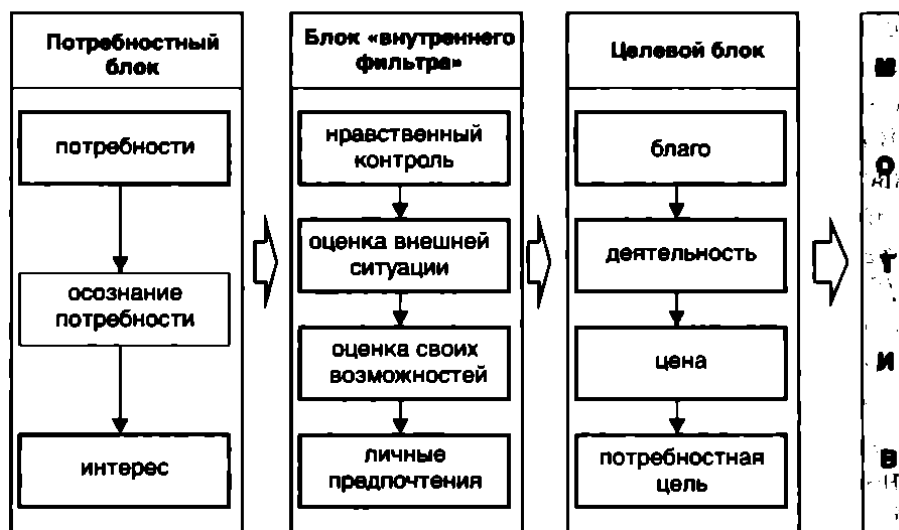 Потребностный
блок
потребности
осознание
потребности
интерес
Блок «внутреннего
фильтра»
нравственный
контроль
оценка внешней
ситуации
оценка своих
возможностей
личные
предпочтения
Целевой блок
благо
деятельность
цена
потребностная
цель
М
О
Т
И
В